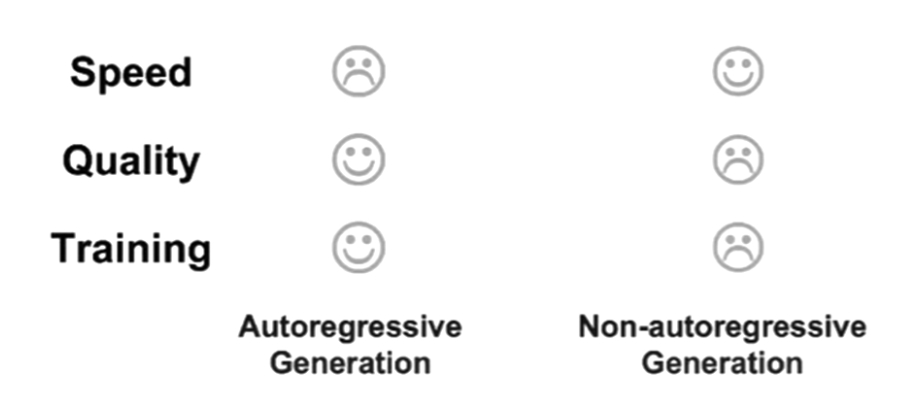 Speed
Quality
Training
Autoregressive
Generation
Non-autoregressive
Generation